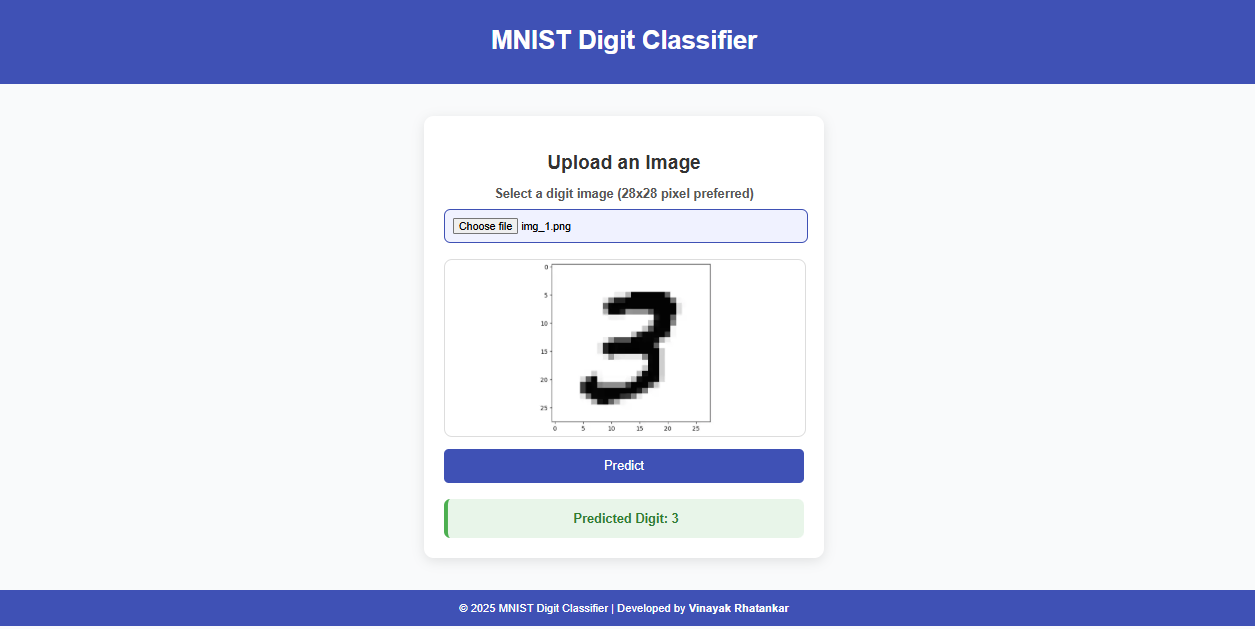 MNIST Digit Classifier
Upload an Image
Select a digit image (28x28 pixel preferred)
Choose file img_1.png
0
5
10
15
20
25
3
0 5 10 15 20 25
Predict
Predicted Digit: 3
© 2025 MNIST Digit Classifier | Developed by Vinayak Rhatankar